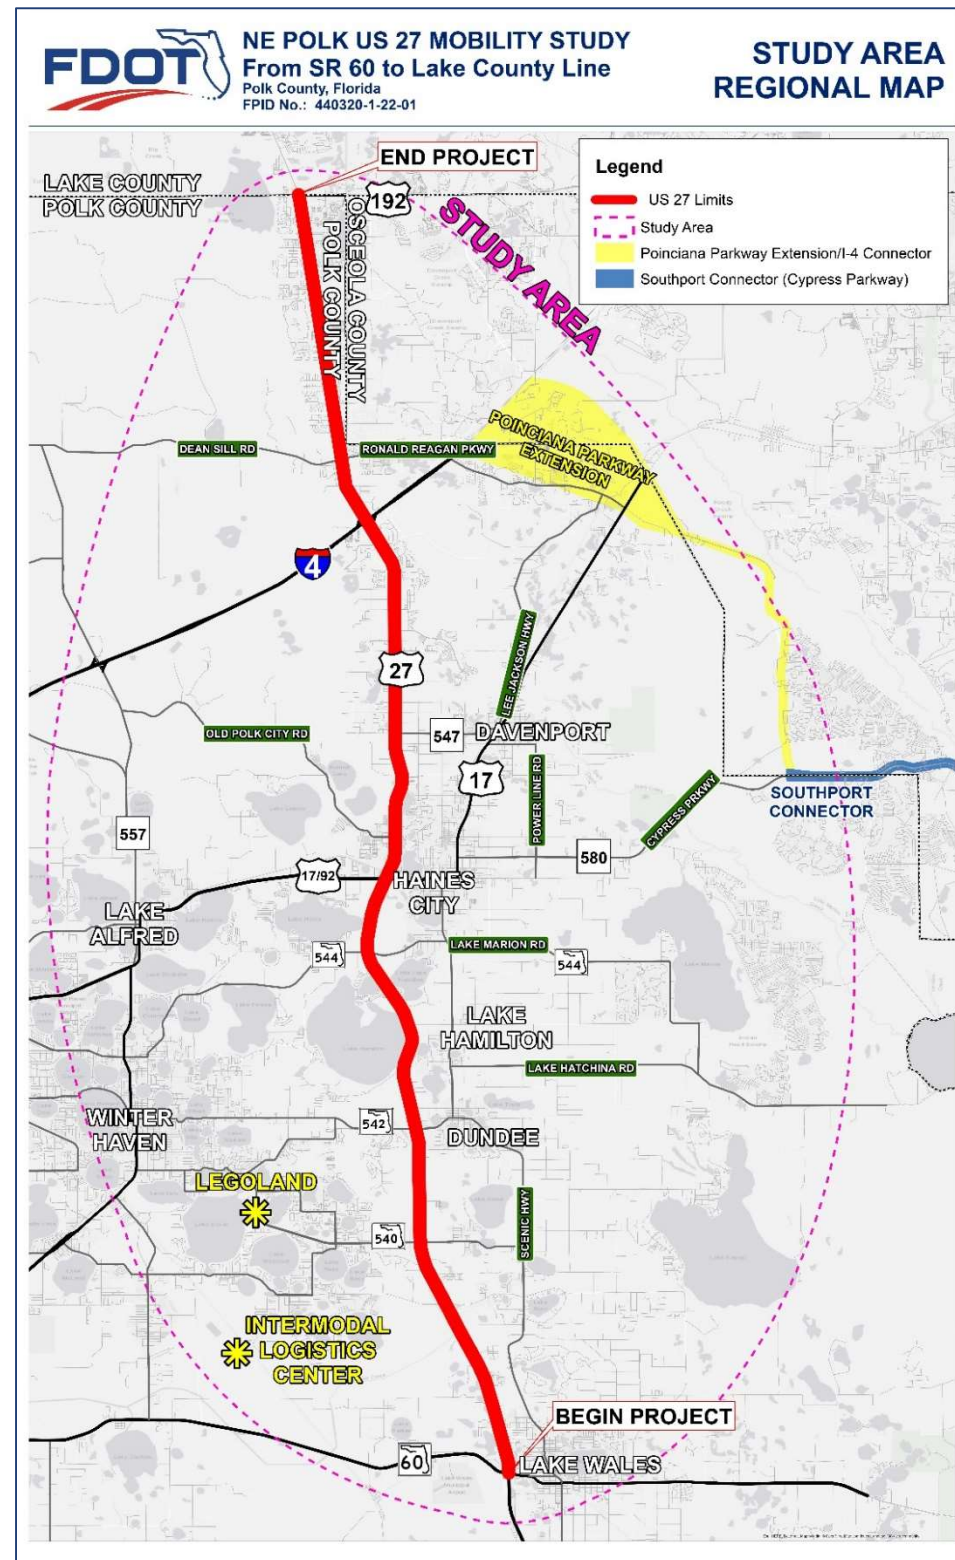 FDOT
NE POLK US 27 MOBILITY STUDY
From SR 60 to Lake County Line
Polk County, Florida
FPID No.: 440320-1-22-01
STUDY AREA
REGIONAL MAP
END PROJECT
Legend
US 27 Limits
Study Area
Poinciana Parkway Extension/I-4 Connector
Southport Connector (Cypress Parkway)
LAKE COUNTY
POLK COUNTY
192
OSCEOLA COUNTY
POLK COUNTY
STUDY AREA
DEAN SILL RD
RONALD REAGAN PKWY
POINCIANA PARKWAY
EXTENSION
4
27
LEE JACKSON HWY
OLD POLK CITY RD
547
DAVENPORT
17
POWER LINE RD
CYPRESS PRKWY
SOUTHPORT
CONNECTOR
557
580
17/92
HAINES
CITY
LAKE
ALFRED
544
LAKE MARION RD
544
LAKE
HAMILTON
LAKE HATCHINA RD
WINTER
HAVEN
542
DUNDEE
LEGOLAND
540
SCENIC HWY
INTERMODAL
LOGISTICS
CENTER
BEGIN PROJECT
60
LAKE WALES